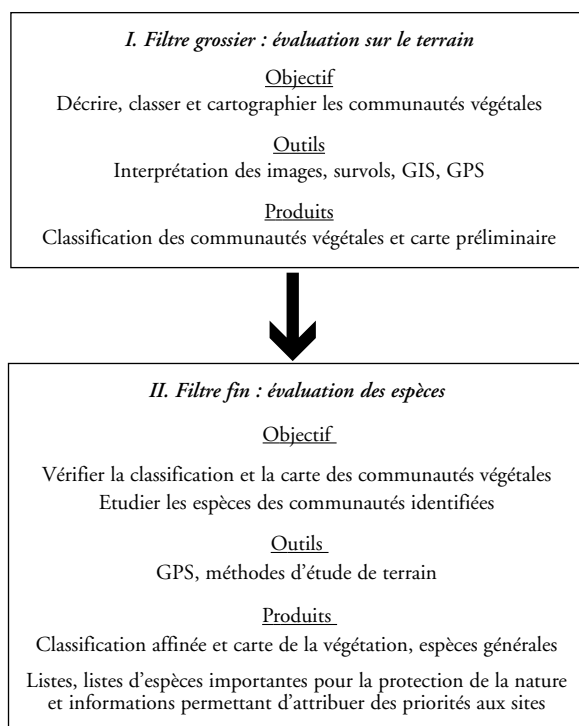 I. Filtre grossier : évaluation sur le terrain
Objectif
Décrire, classer et cartographier les communautés végétales
Outils
Interprétation des images, survols, GIS, GPS
Produits
Classification des communautés végétales et carte préliminaire
II. Filtre fin : évaluation des espèces
Objectif
Vérifier la classification et la carte des communautés végétales
Etudier les espèces des communautés identifiées
Outils
GPS, méthodes d'étude de terrain
Produits
Classification affinée et carte de la végétation, espèces générales
Listes, listes d'espèces importantes pour la protection de la nature
et informations permettant d'attribuer des priorités aux sites